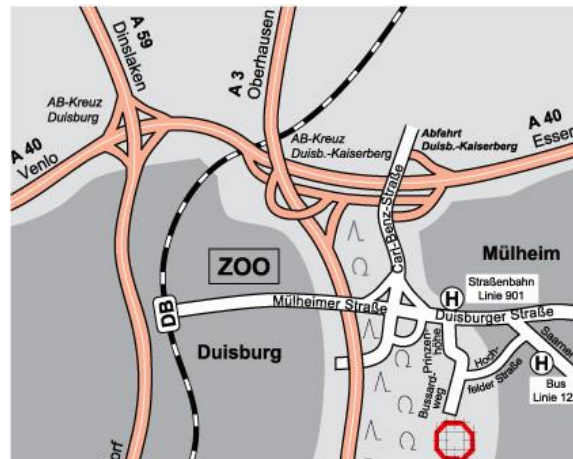 A 59
Dinslaken
A 3
Oberhausen
AB-Kreuz
Duisburg
A 40
Venlo
AB-Kreuz
Duisb.-Kaiserberg
Abfahrt
Duisb.-Kaiserberg
A 40
Essen
Carl-Benz-Straße
ZOO
Mülheim
H
Straßenbahn
Linie 901
DB
Mülheimer Straße
Duisburger Straße
Duisburg
Prinzen-
höhe
Bussard-
weg
Hoch-
felder Straße
Saarner
H
Bus
Linie 12
orf